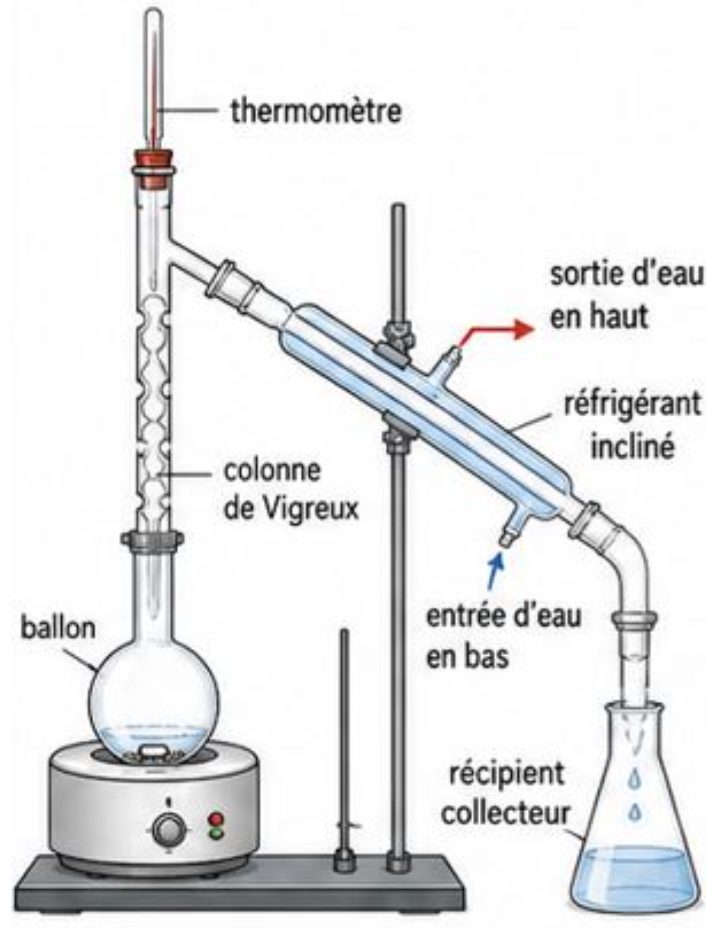 thermomètre
sortie d'eau
en haut
réfrigérant
incliné
colonne
de Vigreux
entrée d'eau
en bas
ballon
récipient
collecteur